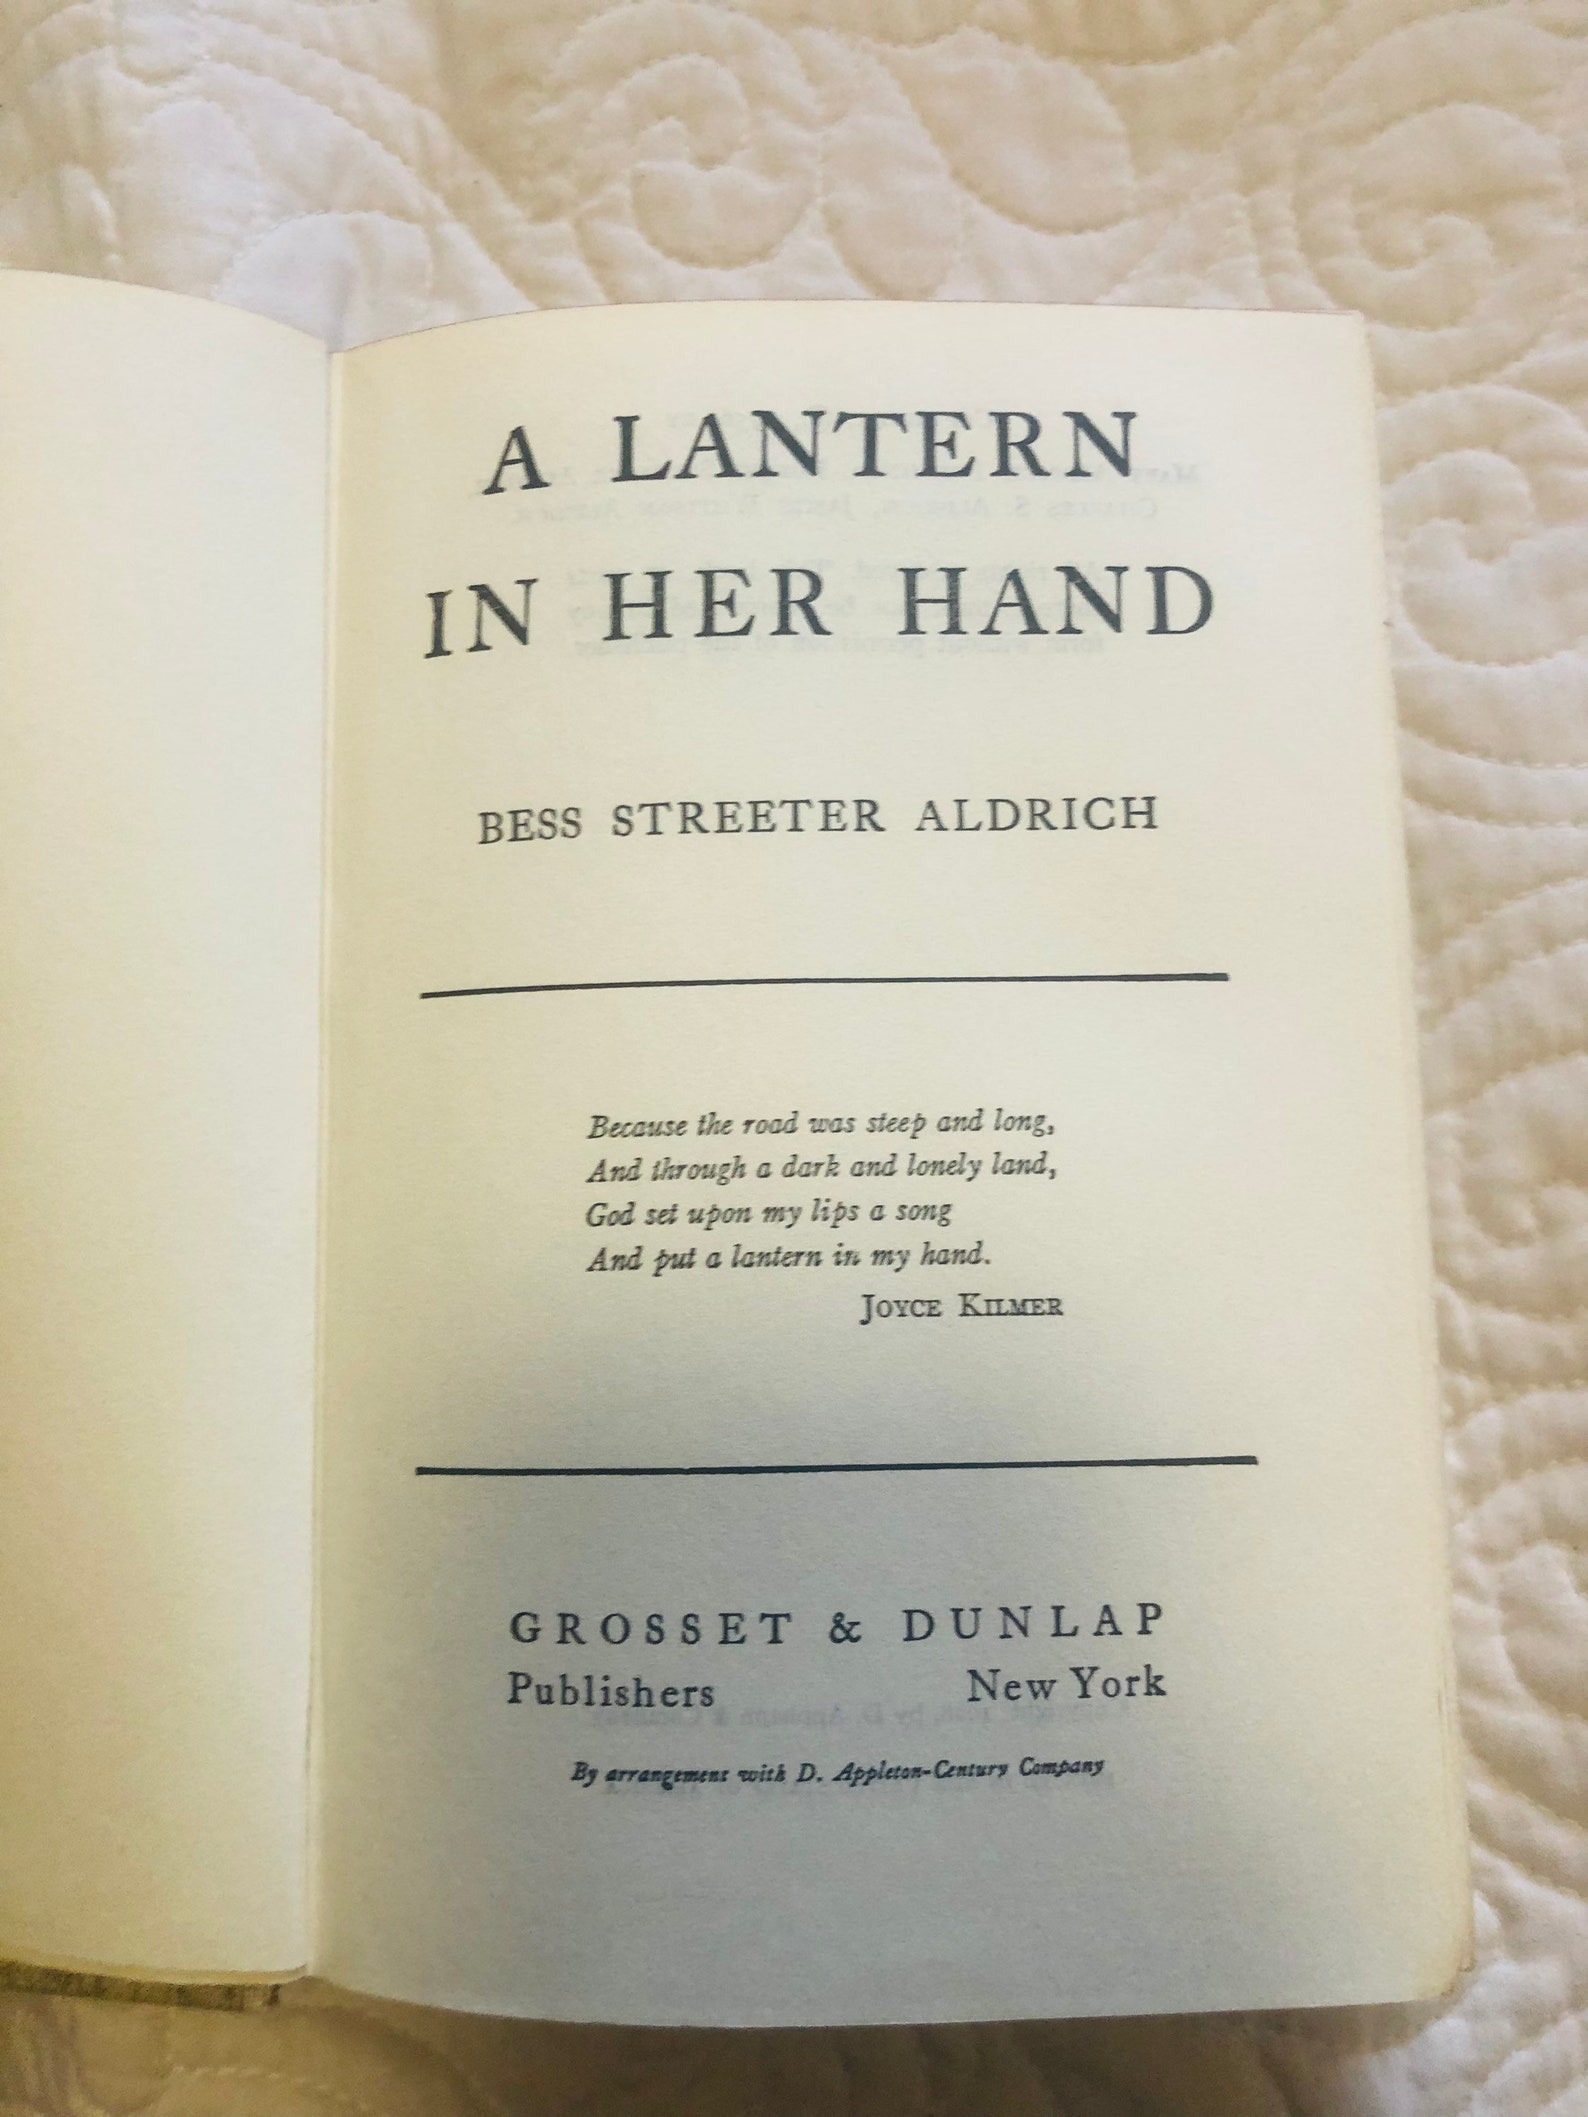 A LANTERN
IN HER HAND
BESS STREETER ALDRICH
Because the road was steep and long,
And through a dark and lonely land,
God set upon my lips a song
And put a lantern in my hand.
JOYCE KILMER
GROSSET & DUNLAP
Publishers New York
By arrangement with D. Appleton-Century Company